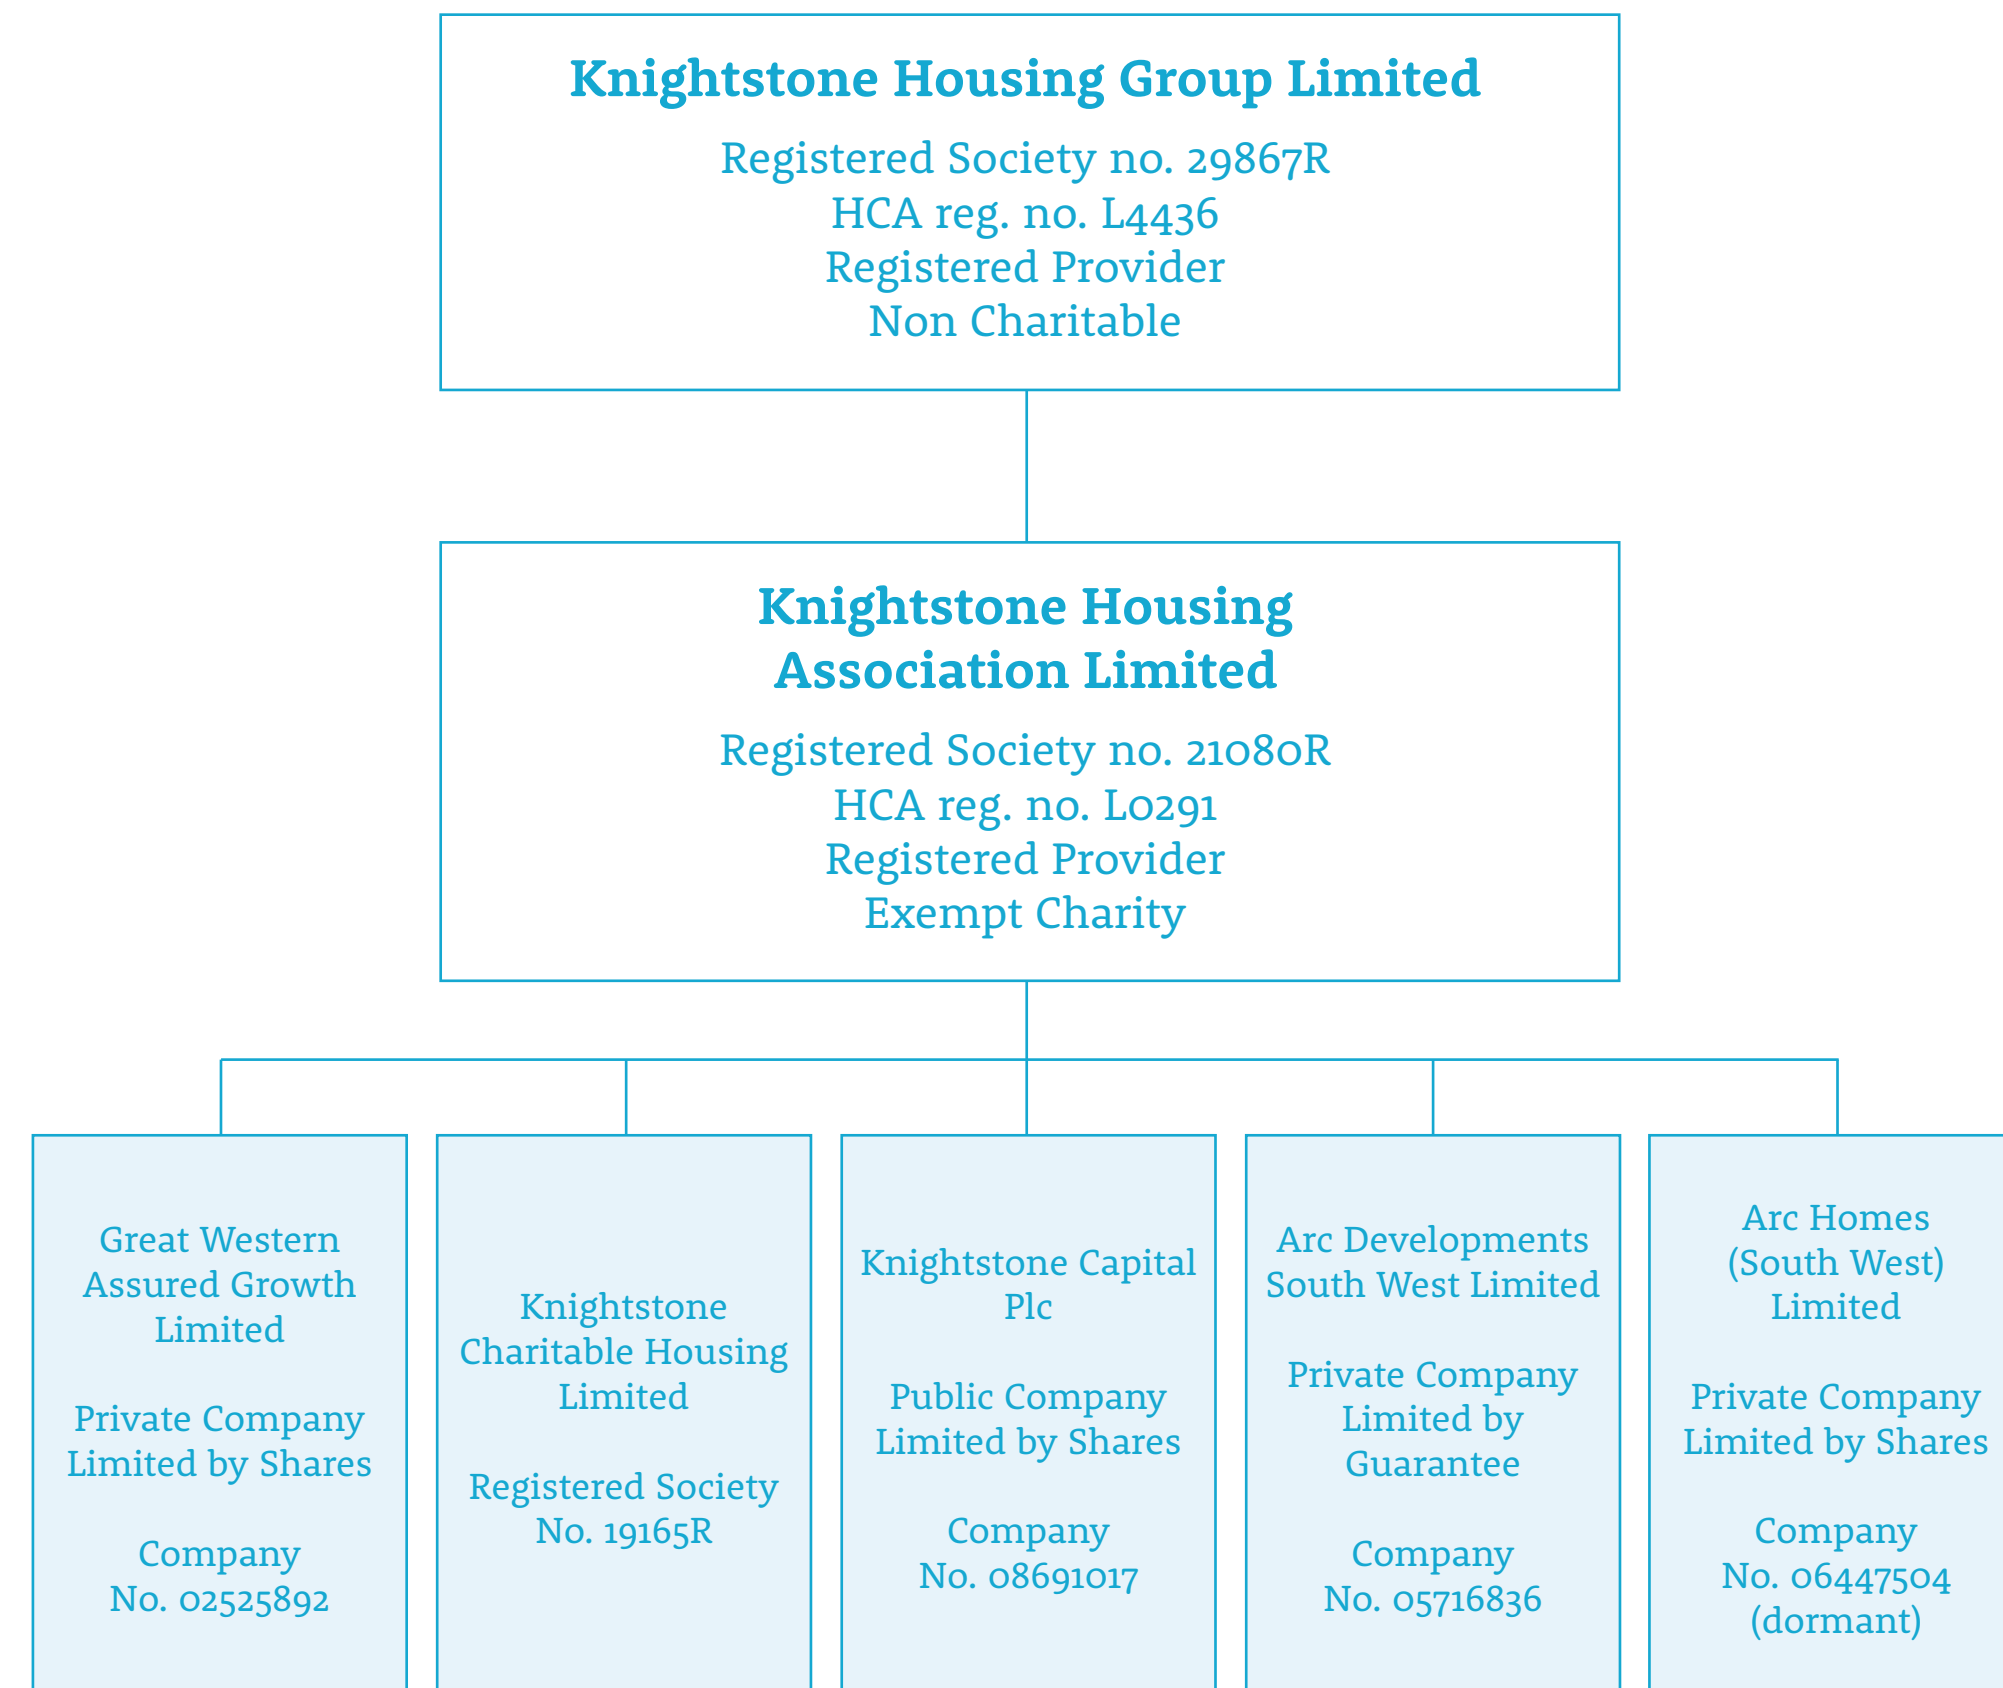 Knightstone Housing Group Limited
Registered Society no. 29867R
HCA reg. no. L4436
Registered Provider
Non Charitable
Knightstone Housing
Association Limited
Registered Society no. 21080R
HCA reg. no. L0291
Registered Provider
Exempt Charity
Great Western
Assured Growth
Limited
Private Company
Limited by Shares
Company
No. 02525892
Knightstone
Charitable Housing
Limited
Registered Society
No. 19165R
Knightstone Capital
Plc
Public Company
Limited by Shares
Company
No. 08691017
Arc Developments
South West Limited
Private Company
Limited by
Guarantee
Company
No. 05716836
Arc Homes
(South West)
Limited
Private Company
Limited by Shares
Company
No. 06447504
(dormant)